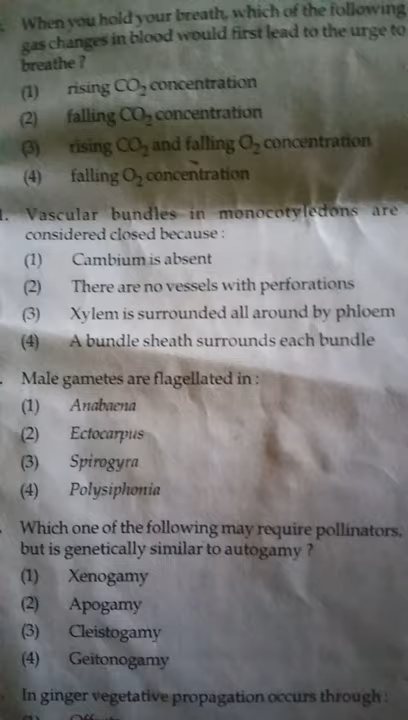 When you hold your breath, which of the following
gas changes in blood would first lead to the urge to
breathe ?
(1) rising CO₂ concentration
(2) falling CO₂ concentration
(3) rising CO₂ and falling O₂ concentration
(4) falling O₂ concentration
Vascular bundles in monocotyledons are
considered closed because :
(1) Cambium is absent
(2) There are no vessels with perforations
(3) Xylem is surrounded all around by phloem
(4) A bundle sheath surrounds each bundle
Male gametes are flagellated in :
(1) Anabaena
(2) Ectocarpus
(3) Spirogyra
(4) Polysiphonia
Which one of the following may require pollinators,
but is genetically similar to autogamy ?
(1) Xenogamy
(2) Apogamy
(3) Cleistogamy
(4) Geitonogamy
In ginger vegetative propagation occurs through :